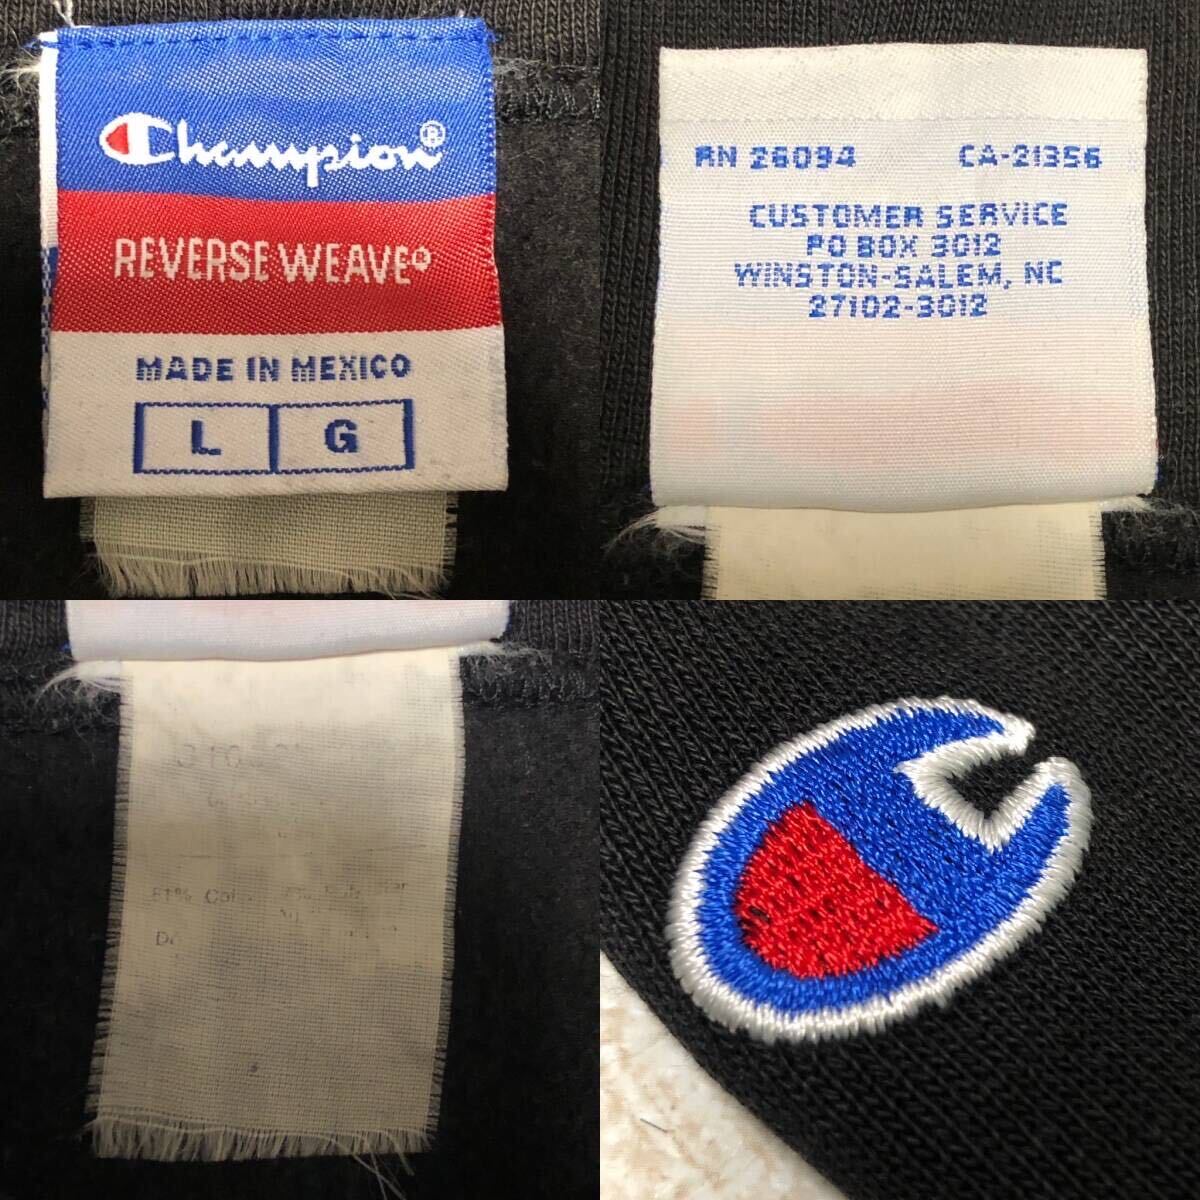 Champion®
REVERSE WEAVE®
MADE IN MEXICO
L G
RN 26094 CA-21356
CUSTOMER SERVICE
PO BOX 3012
WINSTON-SALEM, NC
27102-3012